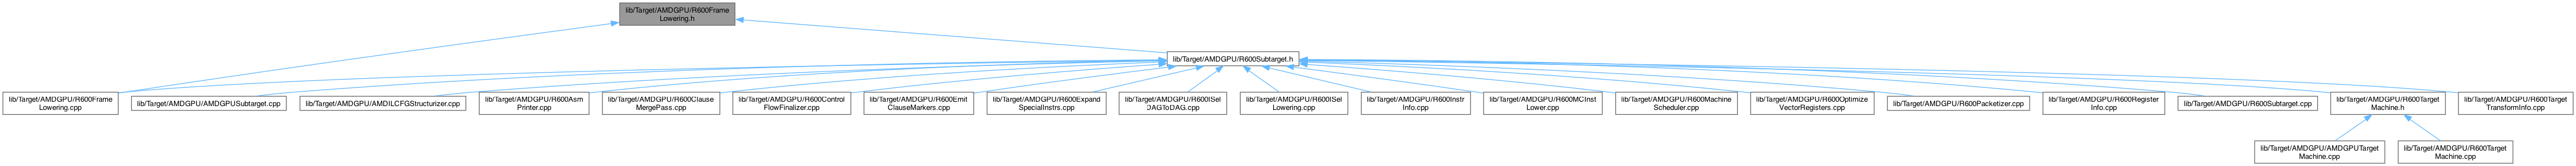 lib/Target/AMDGPU/R600Frame
Lowering.h
lib/Target/AMDGPU/R600Subtarget.h
lib/Target/AMDGPU/R600Frame
Lowering.cpp
lib/Target/AMDGPU/AMDGPUSubtarget.cpp
lib/Target/AMDGPU/AMDILCFGStructurizer.cpp
lib/Target/AMDGPU/R600Asm
Printer.cpp
lib/Target/AMDGPU/R600Clause
MergePass.cpp
lib/Target/AMDGPU/R600Control
FlowFinalizer.cpp
lib/Target/AMDGPU/R600Emit
ClauseMarkers.cpp
lib/Target/AMDGPU/R600Expand
SpecialInstrs.cpp
lib/Target/AMDGPU/R600ISel
DAGToDAG.cpp
lib/Target/AMDGPU/R600ISel
Lowering.cpp
lib/Target/AMDGPU/R600Instr
Info.cpp
lib/Target/AMDGPU/R600MCInst
Lower.cpp
lib/Target/AMDGPU/R600Machine
Scheduler.cpp
lib/Target/AMDGPU/R600Optimize
VectorRegisters.cpp
lib/Target/AMDGPU/R600Packetizer.cpp
lib/Target/AMDGPU/R600Register
Info.cpp
lib/Target/AMDGPU/R600Subtarget.cpp
lib/Target/AMDGPU/R600Target
Machine.h
lib/Target/AMDGPU/R600Target
TransformInfo.cpp
lib/Target/AMDGPU/AMDGPUTarget
Machine.cpp
lib/Target/AMDGPU/R600Target
Machine.cpp